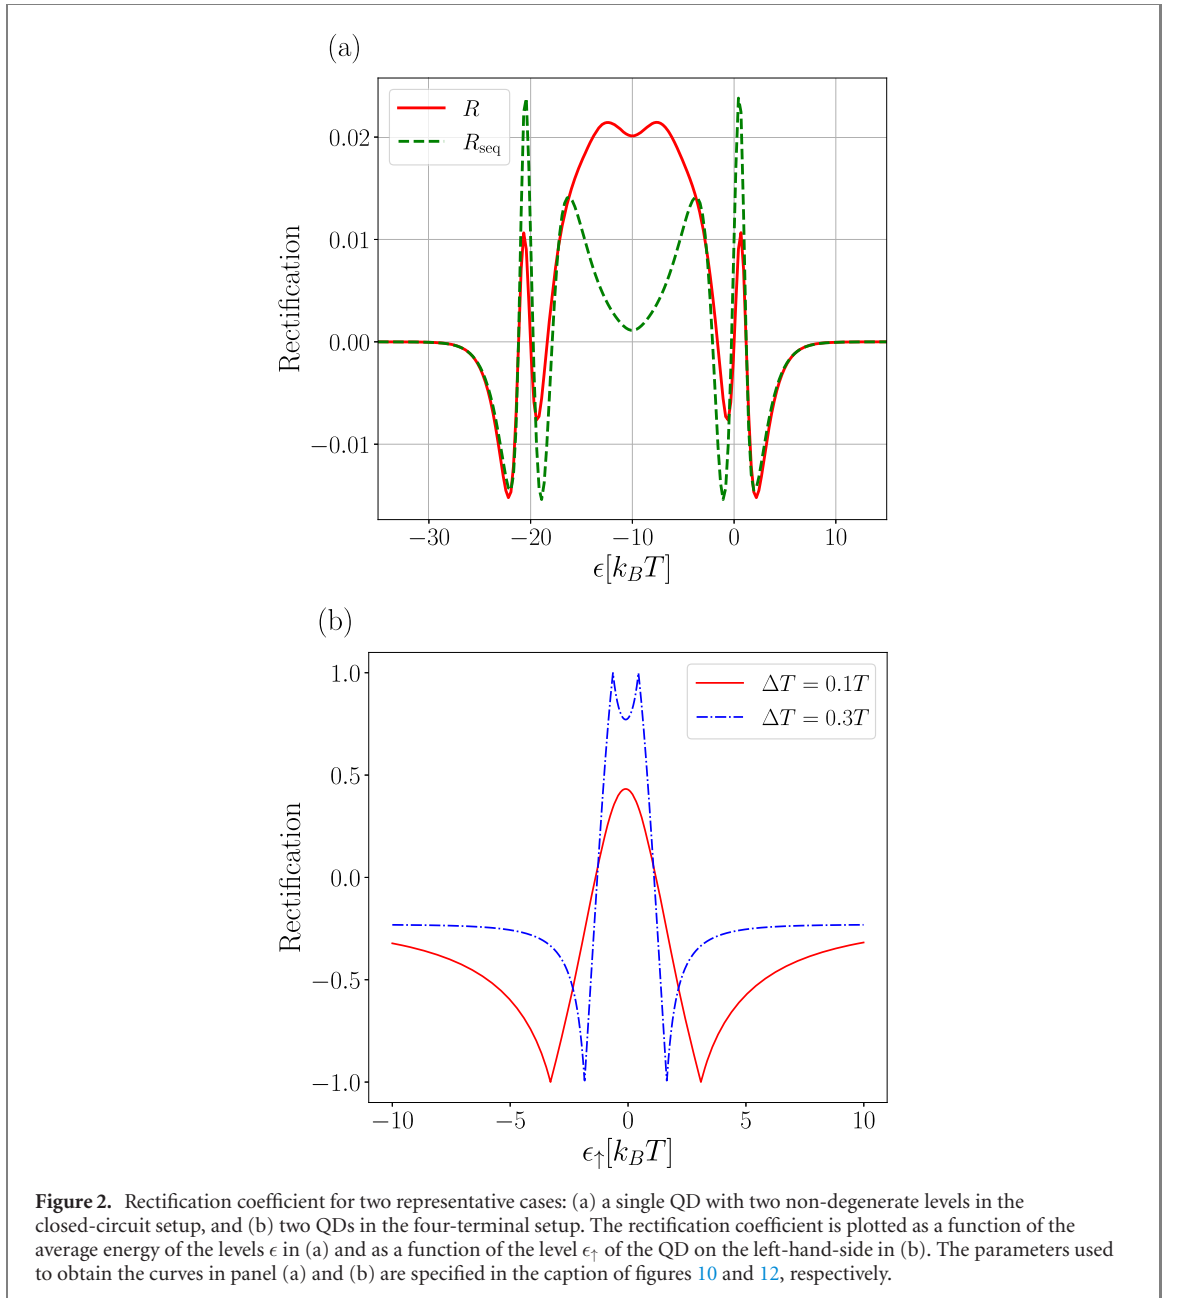 (a)
R
R_seq
0.02
0.01
0.00
−0.01
Rectification
−30 −20 −10 0 10
ϵ[k_B T]
(b)
ΔT = 0.1T
ΔT = 0.3T
1.0
0.5
0.0
−0.5
−1.0
Rectification
−10 −5 0 5 10
ϵ↑[k_B T]
Figure 2. Rectification coefficient for two representative cases: (a) a single QD with two non-degenerate levels in the
closed-circuit setup, and (b) two QDs in the four-terminal setup. The rectification coefficient is plotted as a function of the
average energy of the levels ϵ in (a) and as a function of the level ϵ↑ of the QD on the left-hand-side in (b). The parameters used
to obtain the curves in panel (a) and (b) are specified in the caption of figures 10 and 12, respectively.